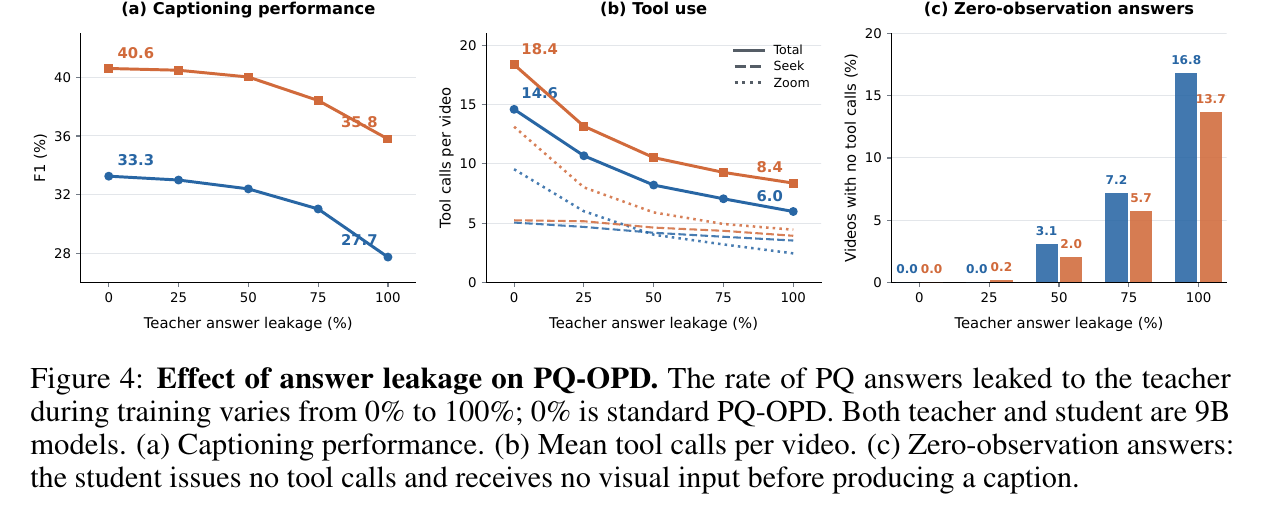 (a) Captioning performance
F1 (%)
40
36
32
28
40.6
35.8
33.3
27.7
0 25 50 75 100
Teacher answer leakage (%)
(b) Tool use
Tool calls per video
20
15
10
5
0
18.4
14.6
8.4
6.0
Total
Seek
Zoom
0 25 50 75 100
Teacher answer leakage (%)
(c) Zero-observation answers
Videos with no tool calls (%)
20
15
10
5
0
0.0 0.0
0.0 0.2
3.1 2.0
7.2 5.7
16.8 13.7
0 25 50 75 100
Teacher answer leakage (%)
Figure 4: Effect of answer leakage on PQ-OPD. The rate of PQ answers leaked to the teacher
during training varies from 0% to 100%; 0% is standard PQ-OPD. Both teacher and student are 9B
models. (a) Captioning performance. (b) Mean tool calls per video. (c) Zero-observation answers:
the student issues no tool calls and receives no visual input before producing a caption.